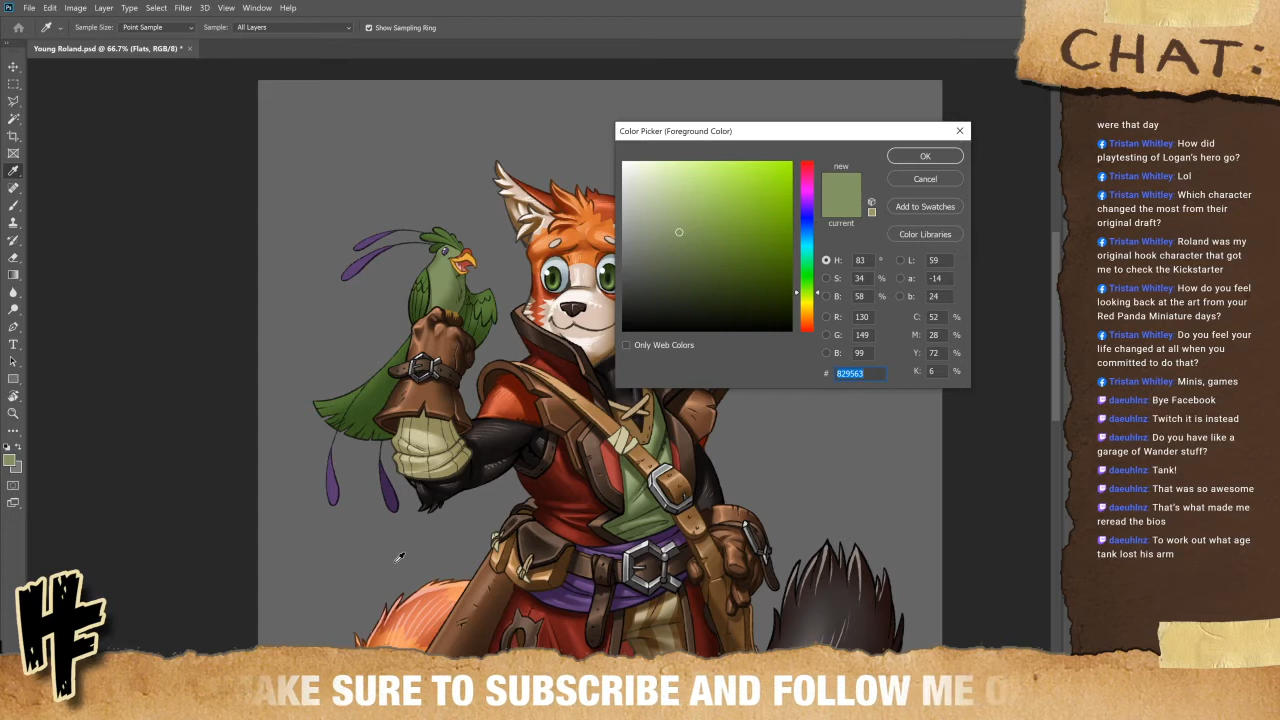 File Edit Image Layer Type Select Filter 3D View Window Help
Sample Size: Point Sample Sample: All Layers Show Sampling Ring
Young Roland.psd @ 66.7% (Flats, RGB/8) *
CHAT:
were that day
Tristan Whitley: How did
playtesting of Logan's hero go?
Tristan Whitley: Lol
Tristan Whitley: Which character
changed the most from their
original draft?
Tristan Whitley: Roland was my
original hook character that got
me to check the Kickstarter
Tristan Whitley: How do you feel
looking back at the art from your
Red Panda Miniature days?
Tristan Whitley: Do you feel your
life changed at all when you
committed to do that?
Tristan Whitley: Minis, games
daeuhlnz: Bye Facebook
daeuhlnz: Twitch it is instead
daeuhlnz: Do you have like a
garage of Wander stuff?
daeuhlnz: Tank!
daeuhlnz: That was so awesome
daeuhlnz: That's what made me
reread the bios
daeuhlnz: To work out what age
tank lost his arm
Color Picker (Foreground Color)
new
current
OK
Cancel
Add to Swatches
Color Libraries
H: 83 ° L: 59
S: 34 % a: -14
B: 58 % b: 24
R: 130 C: 52 %
G: 149 M: 28 %
B: 99 Y: 72 %
# 829563 K: 6 %
Only Web Colors
HF
AKE SURE TO SUBSCRIBE AND FOLLOW ME O